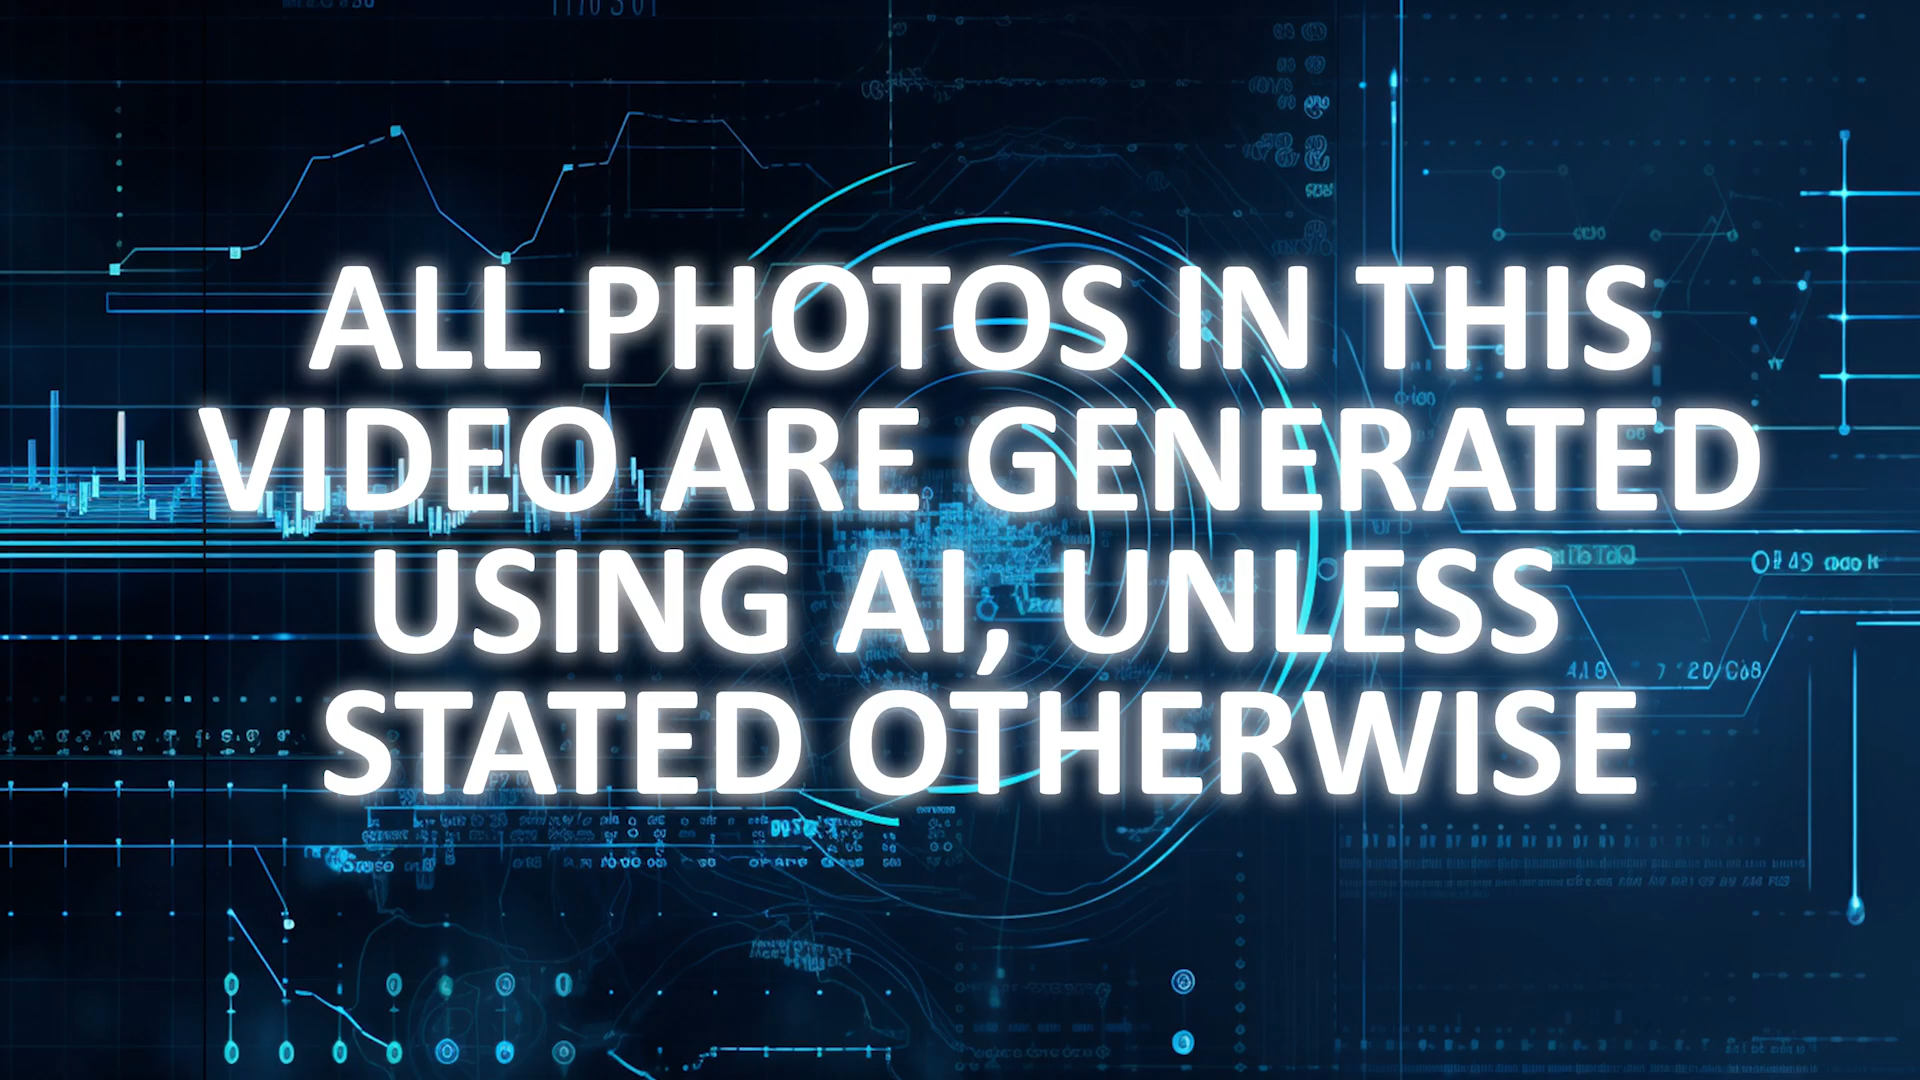 ALL PHOTOS IN THIS
VIDEO ARE GENERATED
USING AI, UNLESS
STATED OTHERWISE